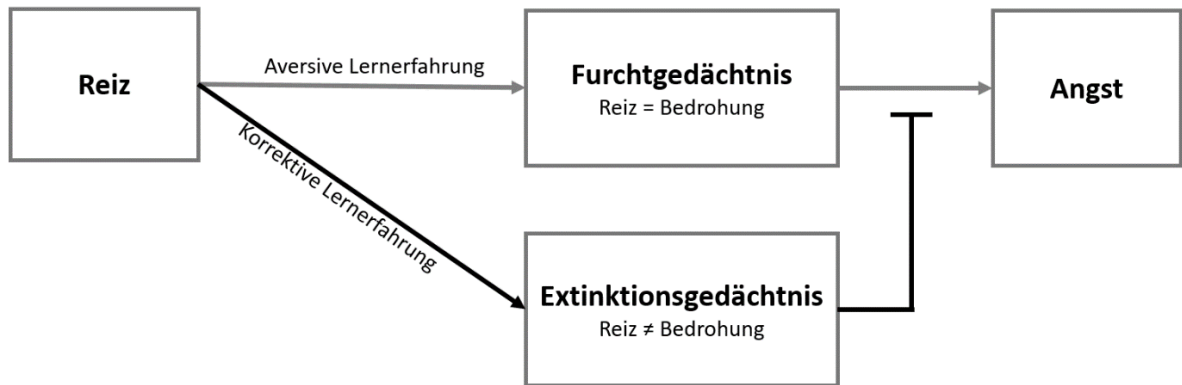 Reiz
Aversive Lernerfahrung
Furchtgedächtnis
Reiz = Bedrohung
Angst
Korrektive Lernerfahrung
Extinktionsgedächtnis
Reiz ≠ Bedrohung